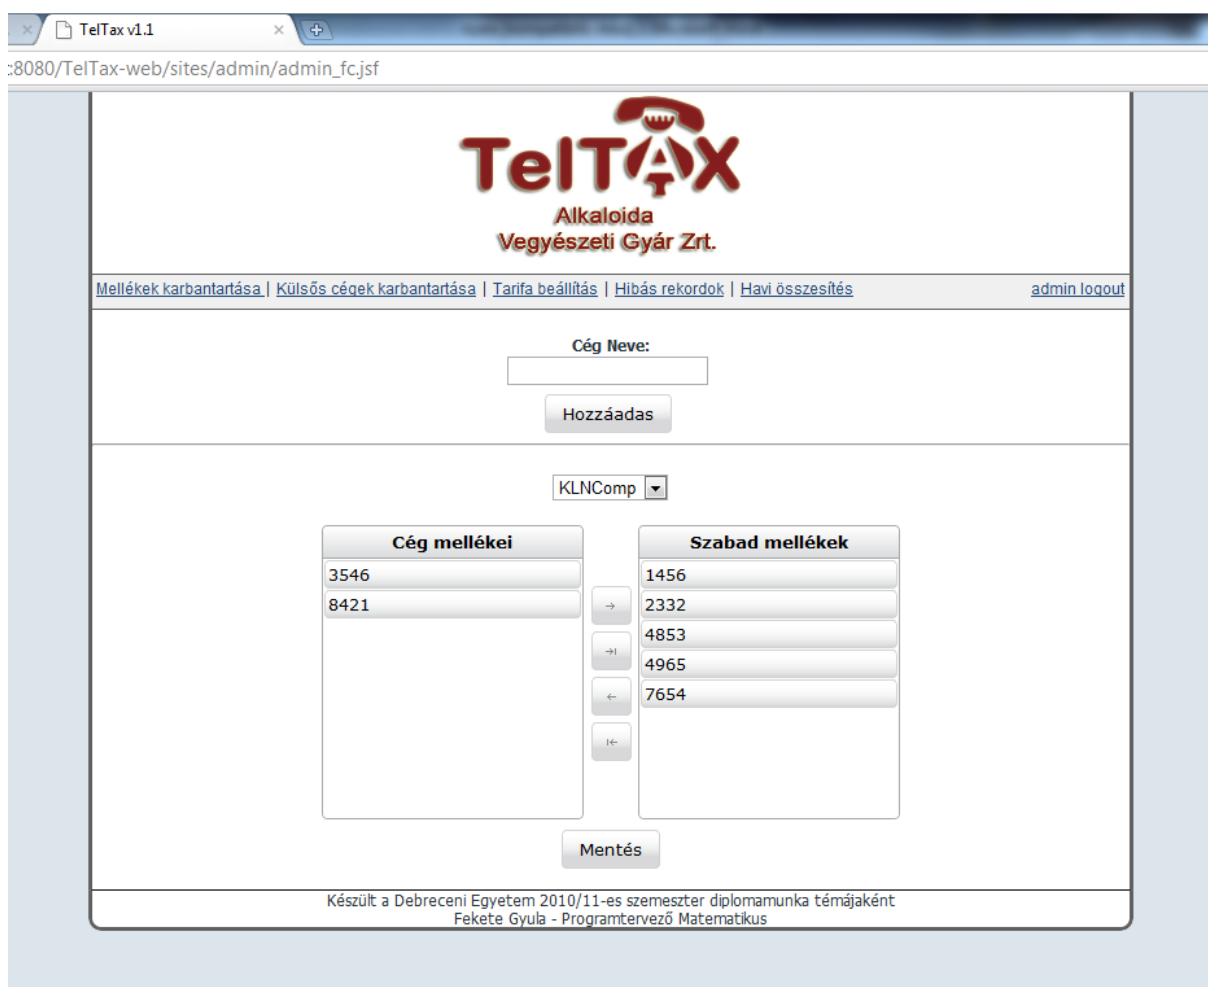 TelTax v1.1
:8080/TelTax-web/sites/admin/admin_fc.jsf
TelTAX
Alkaloida
Vegyészeti Gyár Zrt.
Mellékek karbantartása | Külsős cégek karbantartása | Tarifa beállítás | Hibás rekordok | Havi összesítés admin logout
Cég Neve:
Hozzáadas
KLNComp
Cég mellékei
3546
8421
Szabad mellékek
1456
2332
4853
4965
7654
Mentés
Készült a Debreceni Egyetem 2010/11-es szemeszter diplomamunka témájaként
Fekete Gyula - Programtervező Matematikus